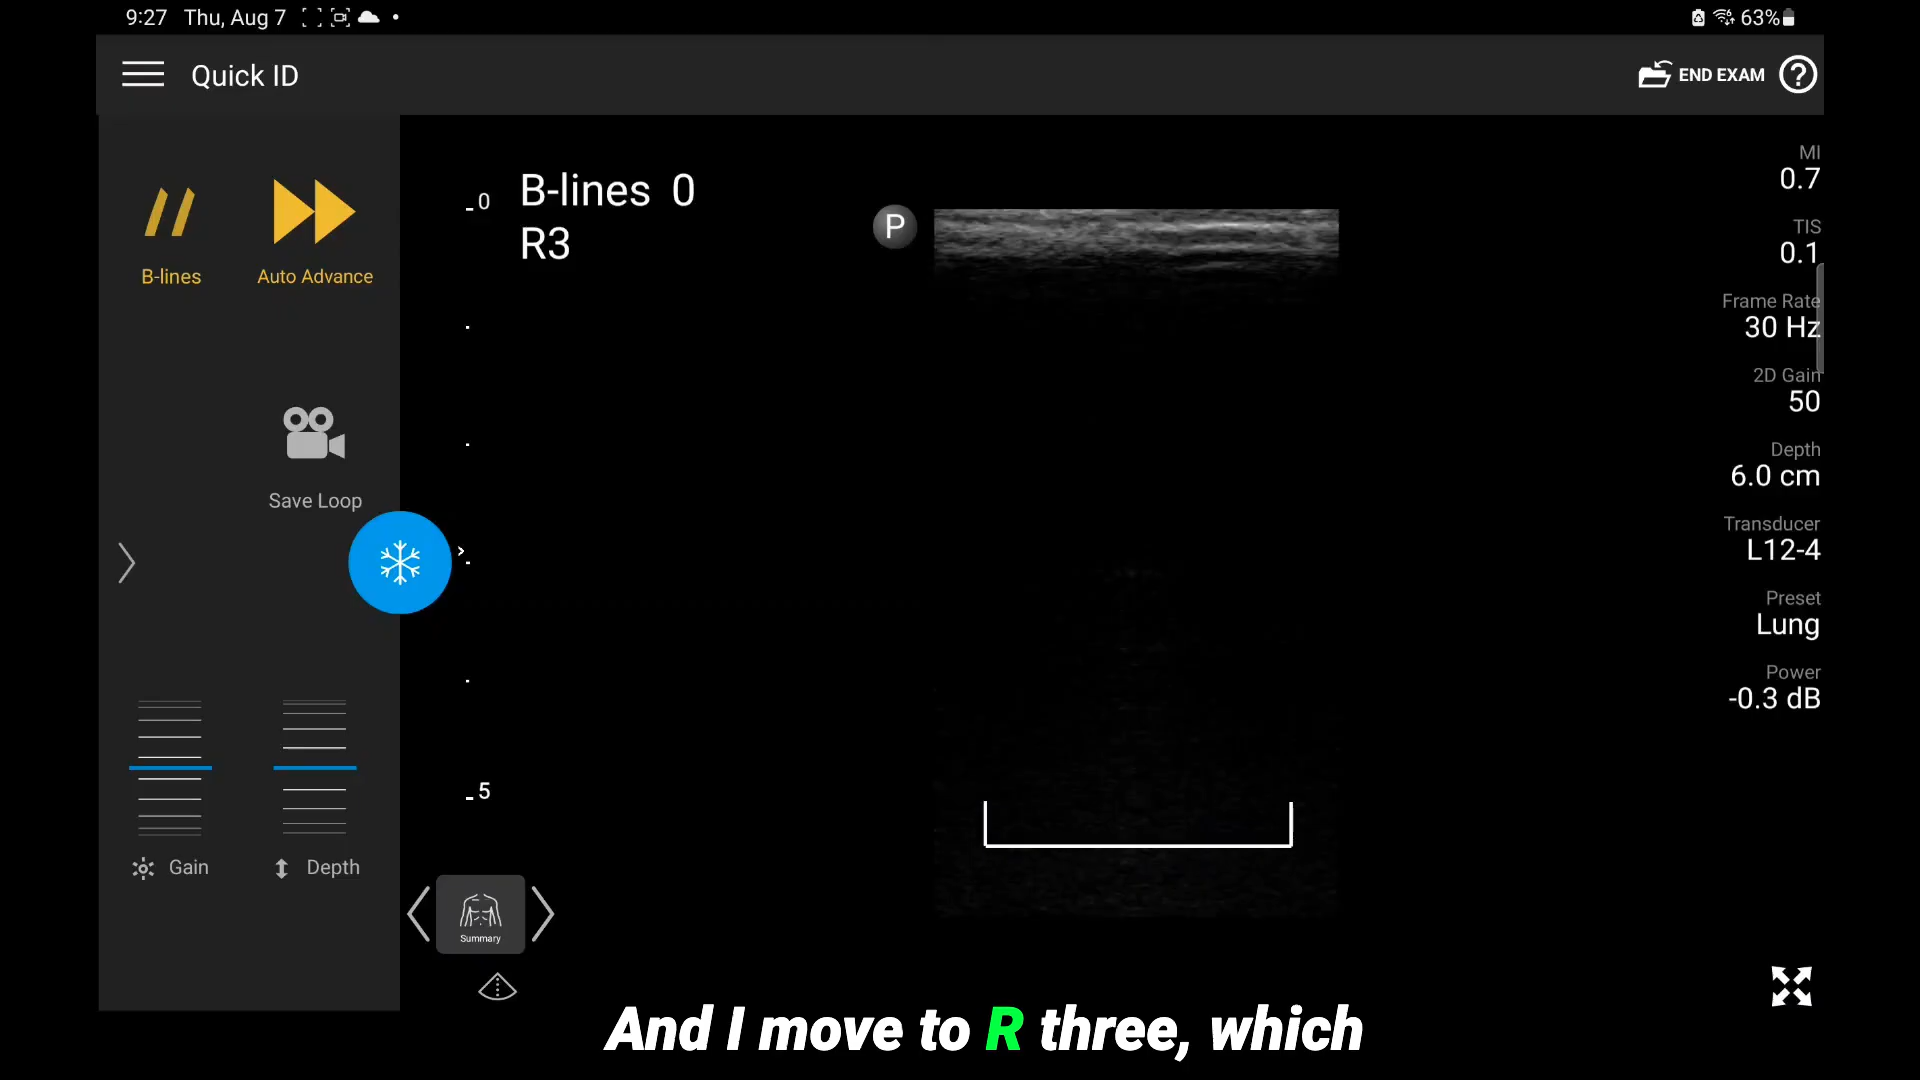 9:27 Thu, Aug 7
63%
Quick ID
END EXAM
?
B-lines
Auto Advance
Save Loop
Gain
Depth
0
B-lines 0
R3
P
5
Summary
MI
0.7
TIS
0.1
Frame Rate
30 Hz
2D Gain
50
Depth
6.0 cm
Transducer
L12-4
Preset
Lung
Power
-0.3 dB
And I move to R three, which